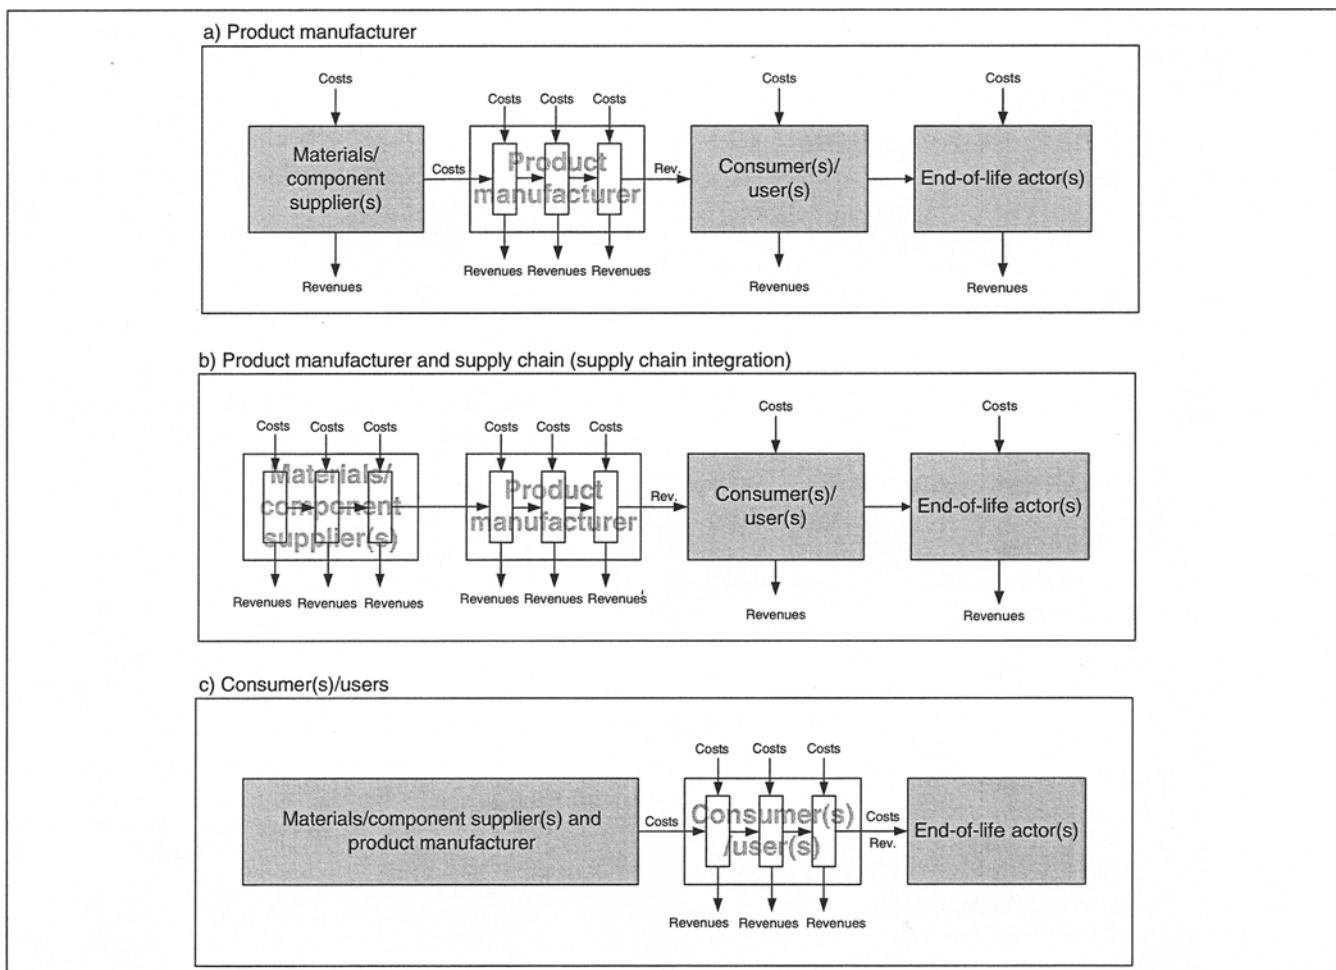 a) Product manufacturer
Costs
Costs
Costs
Costs Costs Costs
Materials/
component
supplier(s)
Costs
Product
manufacturer
Rev.
Consumer(s)/
user(s)
End-of-life actor(s)
Revenues Revenues Revenues
Revenues
Revenues
Revenues
b) Product manufacturer and supply chain (supply chain integration)
Costs
Costs
Costs Costs Costs
Costs Costs Costs
Materials/
component
supplier(s)
Product
manufacturer
Rev.
Consumer(s)/
user(s)
End-of-life actor(s)
Revenues Revenues Revenues
Revenues Revenues Revenues
Revenues
Revenues
c) Consumer(s)/users
Costs Costs Costs
Materials/component supplier(s) and
product manufacturer
Costs
Consumer(s)
/user(s)
Costs
Rev.
End-of-life actor(s)
Revenues Revenues Revenues